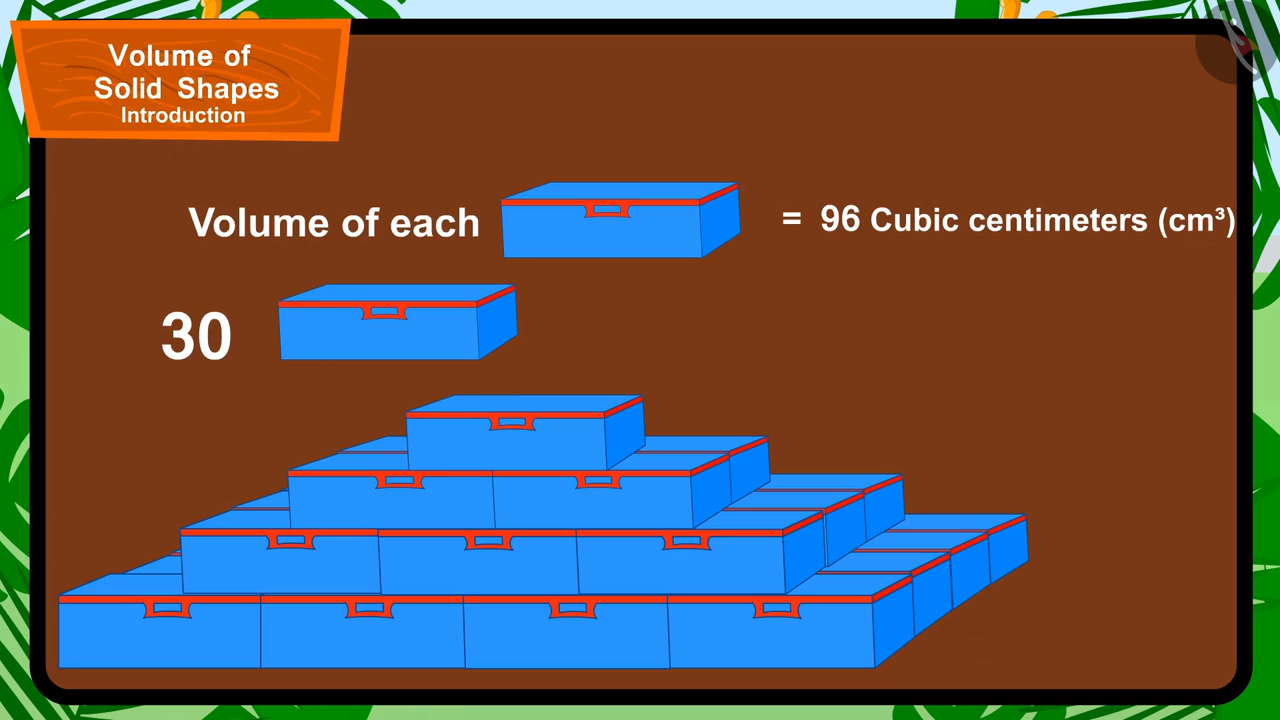 Volume of
Solid Shapes
Introduction
Volume of each = 96 Cubic centimeters (cm³)
30